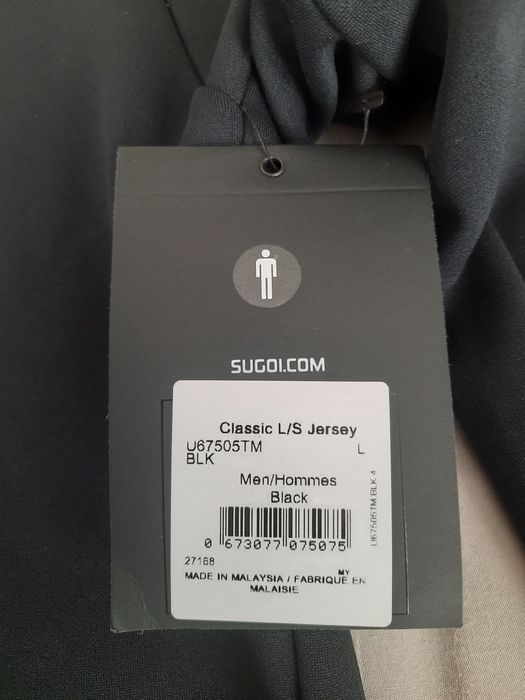 SUGOI.COM
Classic L/S Jersey
U67505TM L
BLK
Men/Hommes
Black
U67505TM BLK 4
0 673077 075075
27168
MY
MADE IN MALAYSIA / FABRIQUÉ EN
MALAISIE